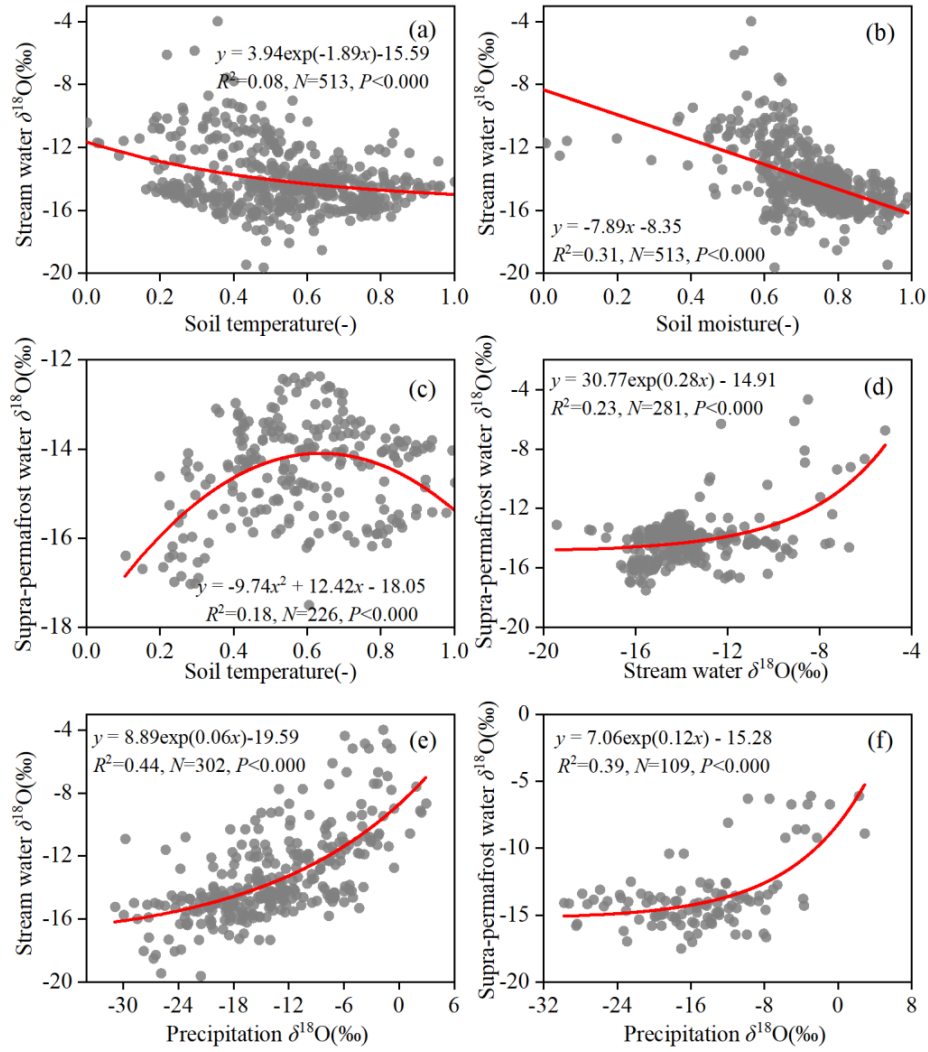 (a)
y = 3.94exp(-1.89x)-15.59
R²=0.08, N=513, P<0.000
Stream water δ¹⁸O(‰)
-4
-8
-12
-16
-20
0.0 0.2 0.4 0.6 0.8 1.0
Soil temperature(-)
(b)
y = -7.89x -8.35
R²=0.31, N=513, P<0.000
Stream water δ¹⁸O(‰)
-4
-8
-12
-16
-20
0.0 0.2 0.4 0.6 0.8 1.0
Soil moisture(-)
(c)
y = -9.74x² + 12.42x - 18.05
R²=0.18, N=226, P<0.000
Supra-permafrost water δ¹⁸O(‰)
-12
-14
-16
-18
0.0 0.2 0.4 0.6 0.8 1.0
Soil temperature(-)
(d)
y = 30.77exp(0.28x) - 14.91
R²=0.23, N=281, P<0.000
Supra-permafrost water δ¹⁸O(‰)
-4
-8
-12
-16
-20
-20 -16 -12 -8 -4
Stream water δ¹⁸O(‰)
(e)
y = 8.89exp(0.06x)-19.59
R²=0.44, N=302, P<0.000
Stream water δ¹⁸O(‰)
-4
-8
-12
-16
-20
-30 -24 -18 -12 -6 0 6
Precipitation δ¹⁸O(‰)
(f)
y = 7.06exp(0.12x) - 15.28
R²=0.39, N=109, P<0.000
Supra-permafrost water δ¹⁸O(‰)
0
-5
-10
-15
-20
-32 -24 -16 -8 0 8
Precipitation δ¹⁸O(‰)